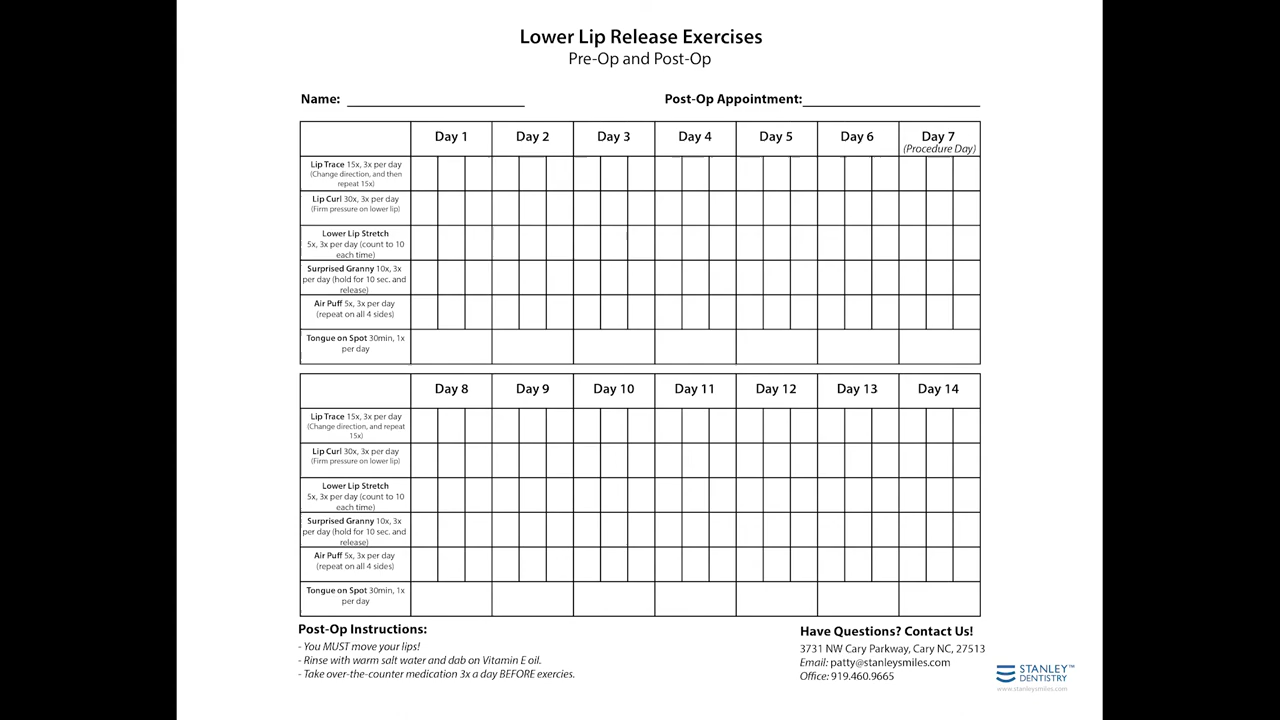 Lower Lip Release Exercises
Pre-Op and Post-Op
Name: Post-Op Appointment:
Day 1 Day 2 Day 3 Day 4 Day 5 Day 6 Day 7
(Procedure Day)
Lip Trace 15x, 3x per day
(Change direction, and then
repeat 15x)
Lip Curl 30x, 3x per day
(Firm pressure on lower lip)
Lower Lip Stretch
5x, 3x per day (count to 10
each time)
Surprised Granny 10x, 3x
per day (hold for 10 sec. and
release)
Air Puff 5x, 3x per day
(repeat on all 4 sides)
Tongue on Spot 30min, 1x
per day
Day 8 Day 9 Day 10 Day 11 Day 12 Day 13 Day 14
Lip Trace 15x, 3x per day
(Change direction, and repeat
15x)
Lip Curl 30x, 3x per day
(Firm pressure on lower lip)
Lower Lip Stretch
5x, 3x per day (count to 10
each time)
Surprised Granny 10x, 3x
per day (hold for 10 sec. and
release)
Air Puff 5x, 3x per day
(repeat on all 4 sides)
Tongue on Spot 30min, 1x
per day
Post-Op Instructions:
- You MUST move your lips!
- Rinse with warm salt water and dab on Vitamin E oil.
- Take over-the-counter medication 3x a day BEFORE exercies.
Have Questions? Contact Us!
3731 NW Cary Parkway, Cary NC, 27513
Email: patty@stanleysmiles.com
Office: 919.460.9665
STANLEY™
DENTISTRY
www.stanleysmiles.com